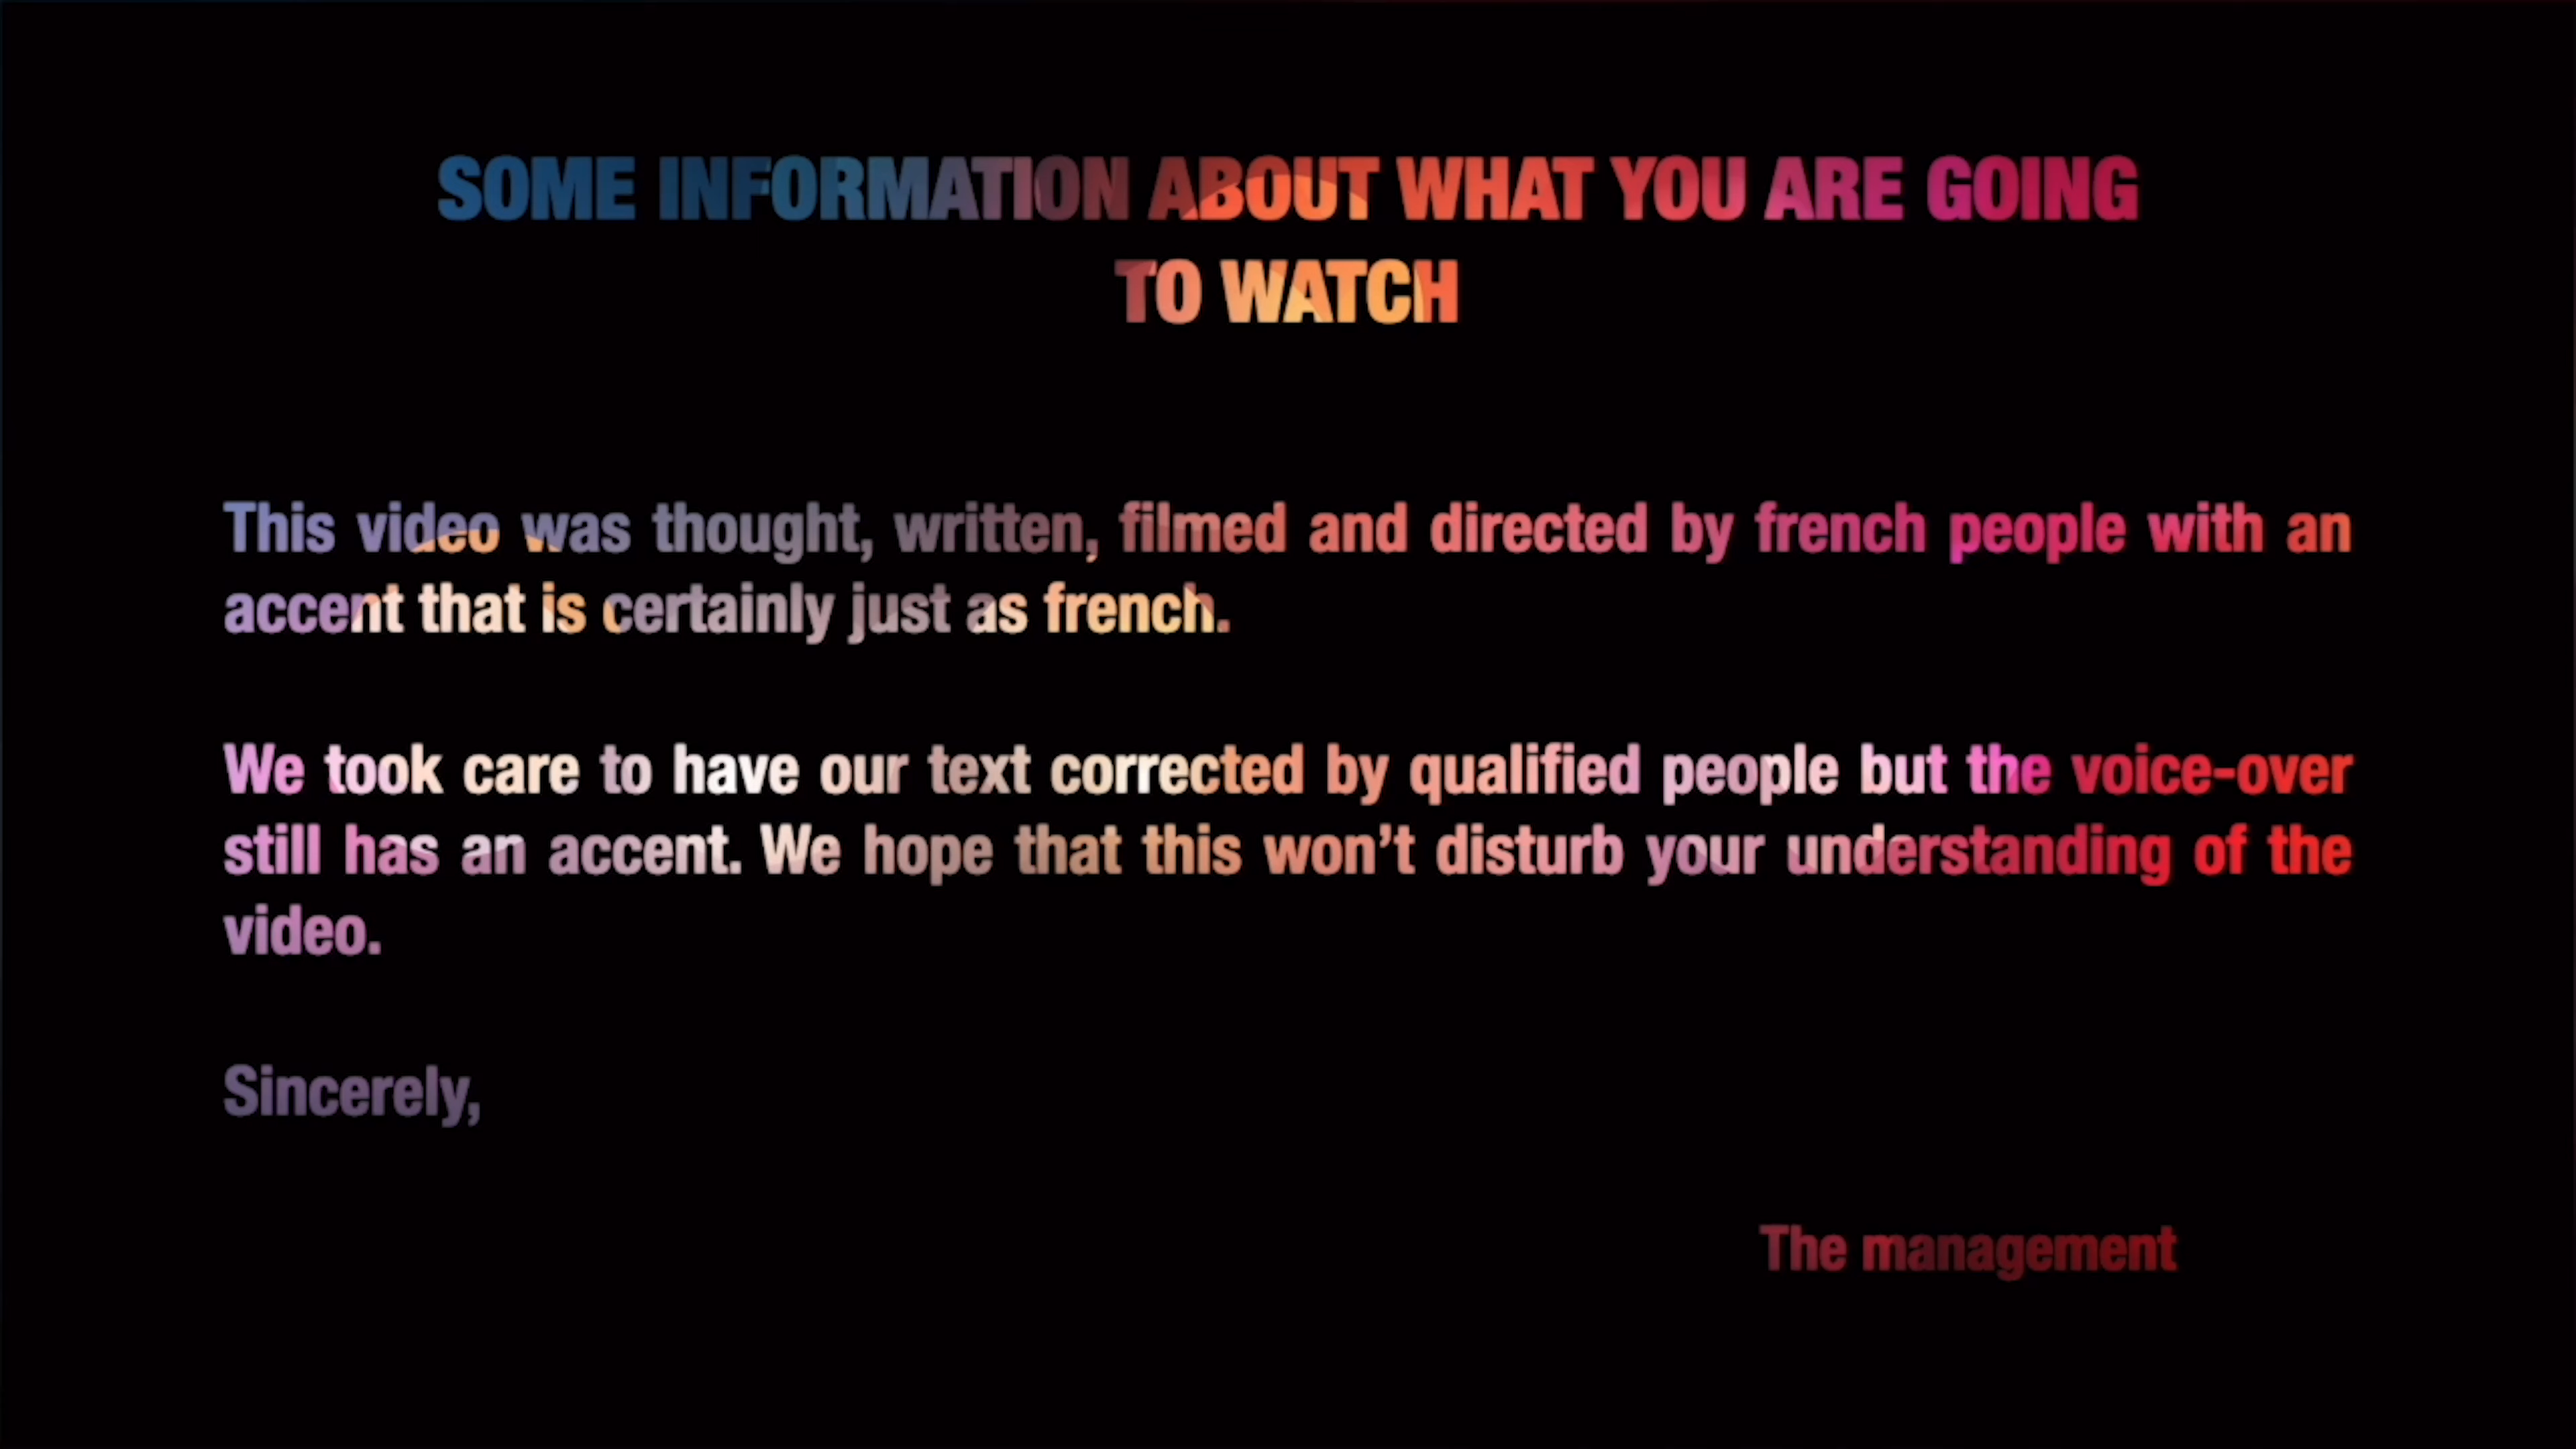 SOME INFORMATION ABOUT WHAT YOU ARE GOING
TO WATCH
This video was thought, written, filmed and directed by french people with an
accent that is certainly just as french.
We took care to have our text corrected by qualified people but the voice-over
still has an accent. We hope that this won’t disturb your understanding of the
video.
Sincerely,
The management